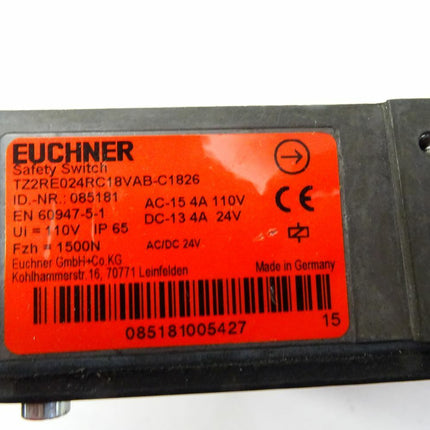 EUCHNER
Safety Switch
TZ2RE024RC18VAB-C1826
ID.-NR.: 085181 AC-15 4A 110V
EN 60947-5-1 DC-13 4A 24V
Ui = 110V IP 65
Fzh = 1500N AC/DC 24V
Euchner GmbH+Co.KG
Kohlhammerstr.16, 70771 Leinfelden Made in Germany
CE
085181005427 15